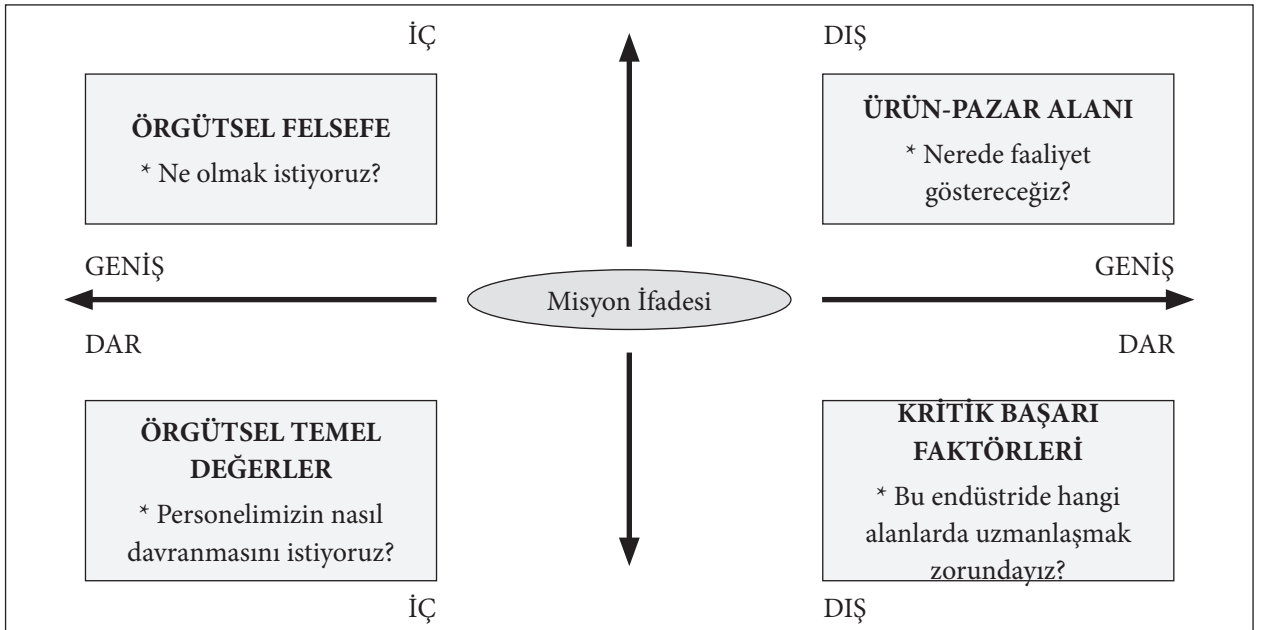 İÇ
DIŞ
ÖRGÜTSEL FELSEFE
* Ne olmak istiyoruz?
ÜRÜN-PAZAR ALANI
* Nerede faaliyet
göstereceğiz?
GENİŞ
GENİŞ
Misyon İfadesi
DAR
DAR
ÖRGÜTSEL TEMEL
DEĞERLER
* Personelimizin nasıl
davranmasını istiyoruz?
KRİTİK BAŞARI
FAKTÖRLERİ
* Bu endüstride hangi
alanlarda uzmanlaşmak
zorundayız?
İÇ
DIŞ